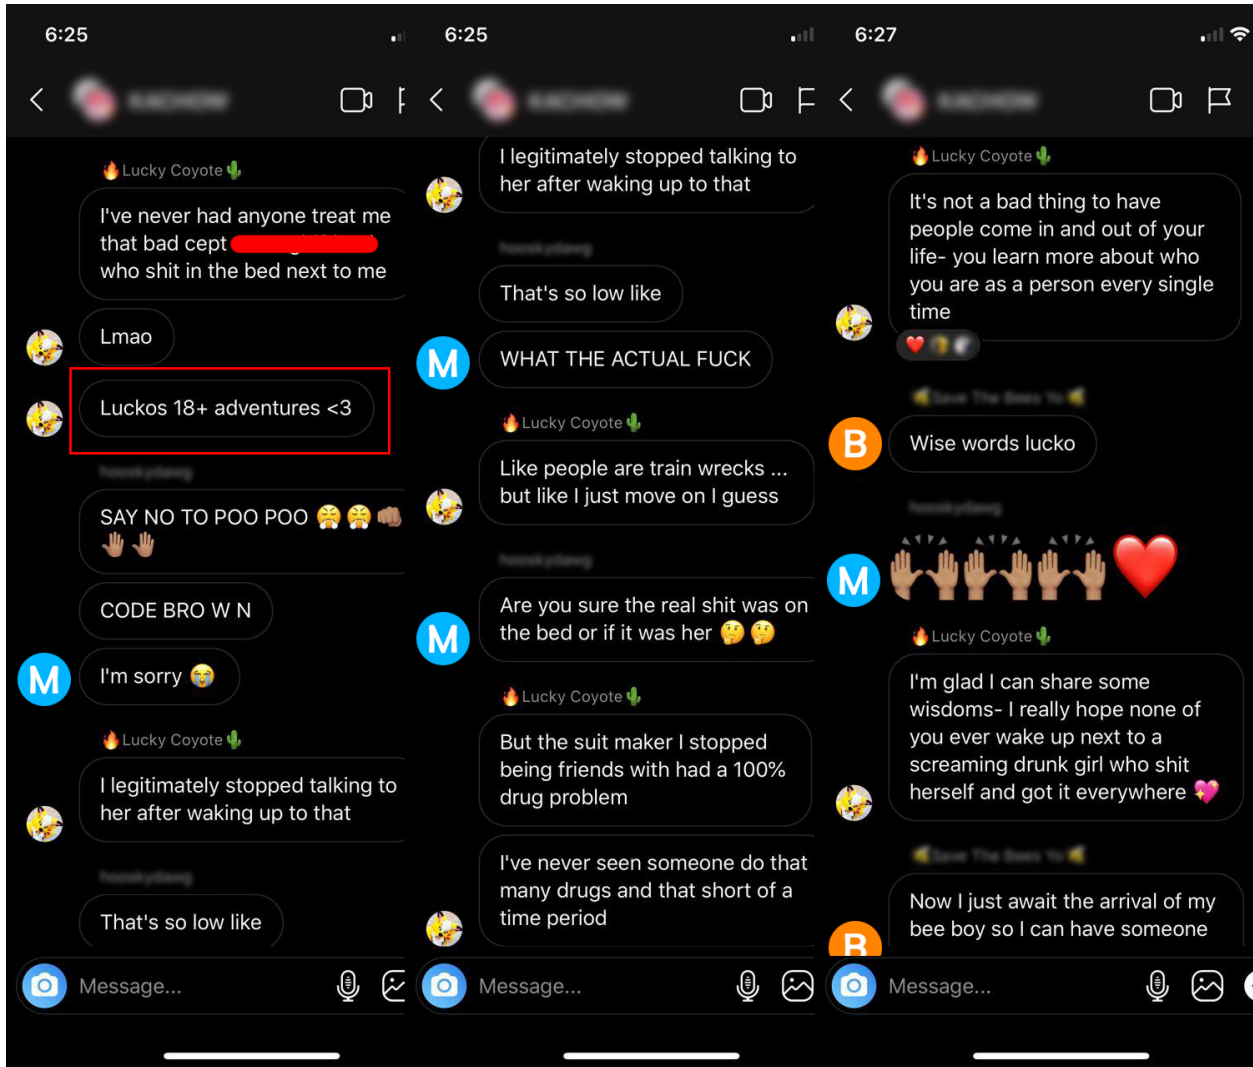 6:25
🔥Lucky Coyote🌵
I've never had anyone treat me
that bad cept
who shit in the bed next to me
Lmao
Luckos 18+ adventures <3
SAY NO TO POO POO 😤 😤 👊🏽
🤚🏽 🤚🏽
CODE BRO W N
M
I'm sorry 😭
🔥Lucky Coyote🌵
I legitimately stopped talking to
her after waking up to that
That's so low like
Message...
6:25
I legitimately stopped talking to
her after waking up to that
That's so low like
M
WHAT THE ACTUAL FUCK
🔥Lucky Coyote🌵
Like people are train wrecks ...
but like I just move on I guess
Are you sure the real shit was on
the bed or if it was her 🤔 🤔
M
🔥Lucky Coyote🌵
But the suit maker I stopped
being friends with had a 100%
drug problem
I've never seen someone do that
many drugs and that short of a
time period
Message...
6:27
🔥Lucky Coyote🌵
It's not a bad thing to have
people come in and out of your
life- you learn more about who
you are as a person every single
time
Save The Bees Yo
B
Wise words lucko
M
🙌🏽🙌🏽🙌🏽❤️
🔥Lucky Coyote🌵
I'm glad I can share some
wisdoms- I really hope none of
you ever wake up next to a
screaming drunk girl who shit
herself and got it everywhere 💖
Save The Bees Yo
Now I just await the arrival of my
bee boy so I can have someone
B
Message...